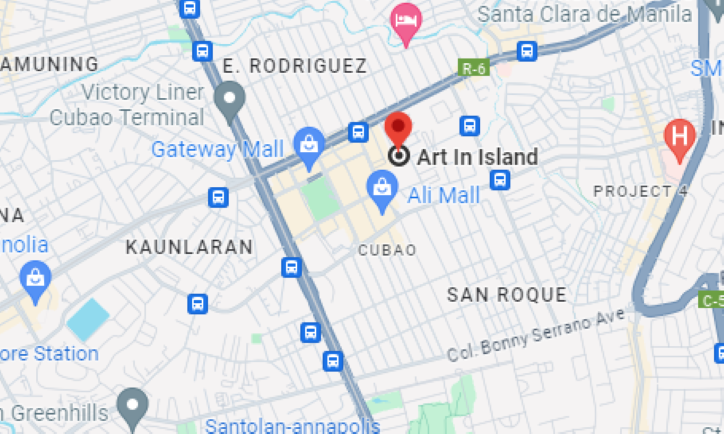 Santa Clara de Manila
AMUNING
E. RODRIGUEZ
R-6
SM
Victory Liner
Cubao Terminal
Gateway Mall
Art In Island
H
PROJECT 4
Ali Mall
NA
KAUNLARAN
CUBAO
nolia
SAN ROQUE
C-5
Col. Bonny Serrano Ave
ore Station
Greenhills
Santolan-annapolis